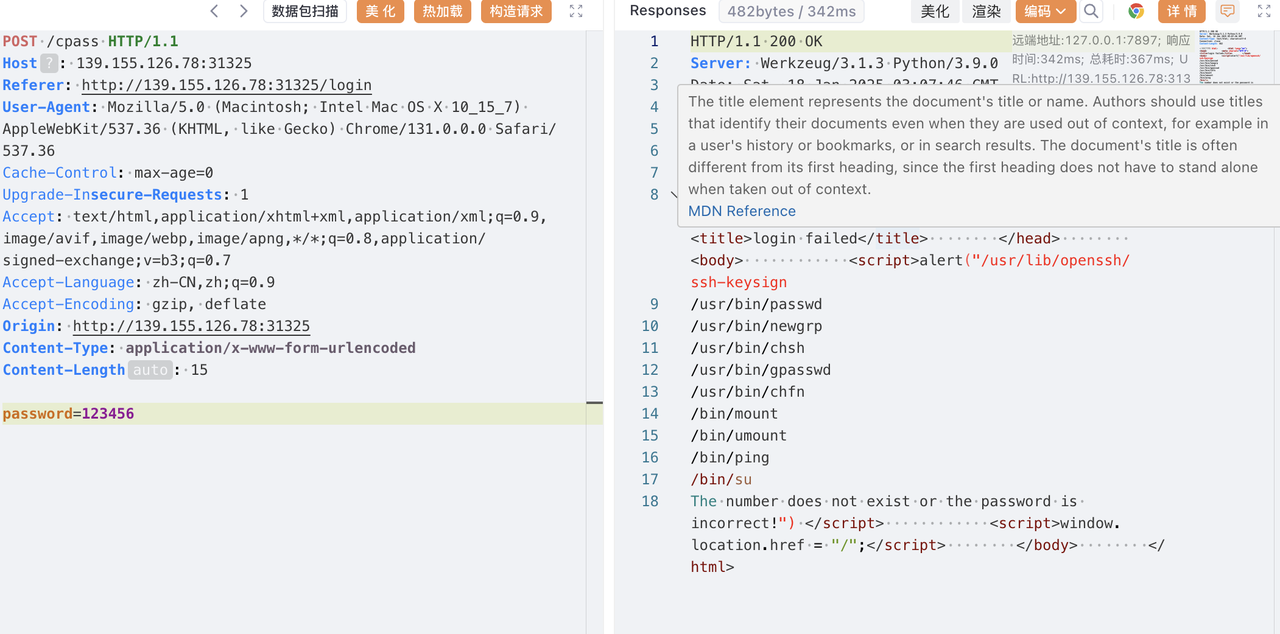 数据包扫描 美 化 热加载 构造请求
POST /cpass HTTP/1.1
Host ? : 139.155.126.78:31325
Referer: http://139.155.126.78:31325/login
User-Agent: Mozilla/5.0 (Macintosh; Intel Mac OS X 10_15_7)
AppleWebKit/537.36 (KHTML, like Gecko) Chrome/131.0.0.0 Safari/
537.36
Cache-Control: max-age=0
Upgrade-Insecure-Requests: 1
Accept: text/html,application/xhtml+xml,application/xml;q=0.9,
image/avif,image/webp,image/apng,*/*;q=0.8,application/
signed-exchange;v=b3;q=0.7
Accept-Language: zh-CN,zh;q=0.9
Accept-Encoding: gzip, deflate
Origin: http://139.155.126.78:31325
Content-Type: application/x-www-form-urlencoded
Content-Length auto : 15
password=123456
Responses 482bytes / 342ms 美化 渲染 编码 详 情
1 HTTP/1.1 200 OK
远端地址:127.0.0.1:7897; 响应
2 Server: Werkzeug/3.1.3 Python/3.9.0
时间:342ms; 总耗时:367ms; U
3 Date: Sat, 18 Jan 2025 03:07:46 GMT
RL:http://139.155.126.78:313
4
5
6
7
8
The title element represents the document's title or name. Authors should use titles
that identify their documents even when they are used out of context, for example in
a user's history or bookmarks, or in search results. The document's title is often
different from its first heading, since the first heading does not have to stand alone
when taken out of context.
MDN Reference
<title>login failed</title> </head>
<body> <script>alert("/usr/lib/openssh/
ssh-keysign
9 /usr/bin/passwd
10 /usr/bin/newgrp
11 /usr/bin/chsh
12 /usr/bin/gpasswd
13 /usr/bin/chfn
14 /bin/mount
15 /bin/umount
16 /bin/ping
17 /bin/su
18 The number does not exist or the password is
incorrect!") </script> <script>window.
location.href = "/";</script> </body> </
html>